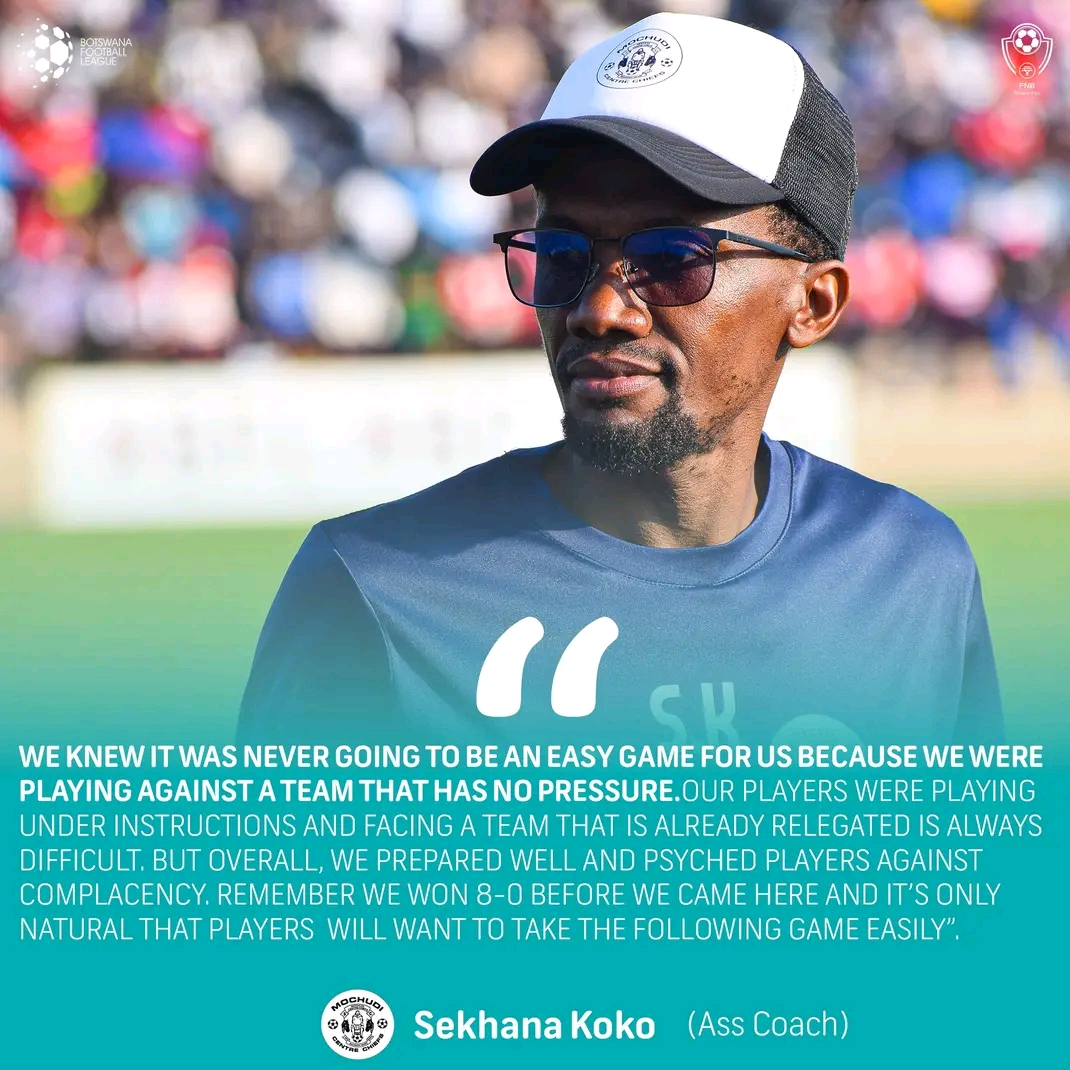 BOTSWANA
FOOTBALL
LEAGUE
FNB
MOCHUDI
CENTRE CHIEFS
SK
WE KNEW IT WAS NEVER GOING TO BE AN EASY GAME FOR US BECAUSE WE WERE
PLAYING AGAINST A TEAM THAT HAS NO PRESSURE.OUR PLAYERS WERE PLAYING
UNDER INSTRUCTIONS AND FACING A TEAM THAT IS ALREADY RELEGATED IS ALWAYS
DIFFICULT. BUT OVERALL, WE PREPARED WELL AND PSYCHED PLAYERS AGAINST
COMPLACENCY. REMEMBER WE WON 8-0 BEFORE WE CAME HERE AND IT’S ONLY
NATURAL THAT PLAYERS  WILL WANT TO TAKE THE FOLLOWING GAME EASILY”.
MOCHUDI
CENTRE CHIEFS
Sekhana Koko (Ass Coach)